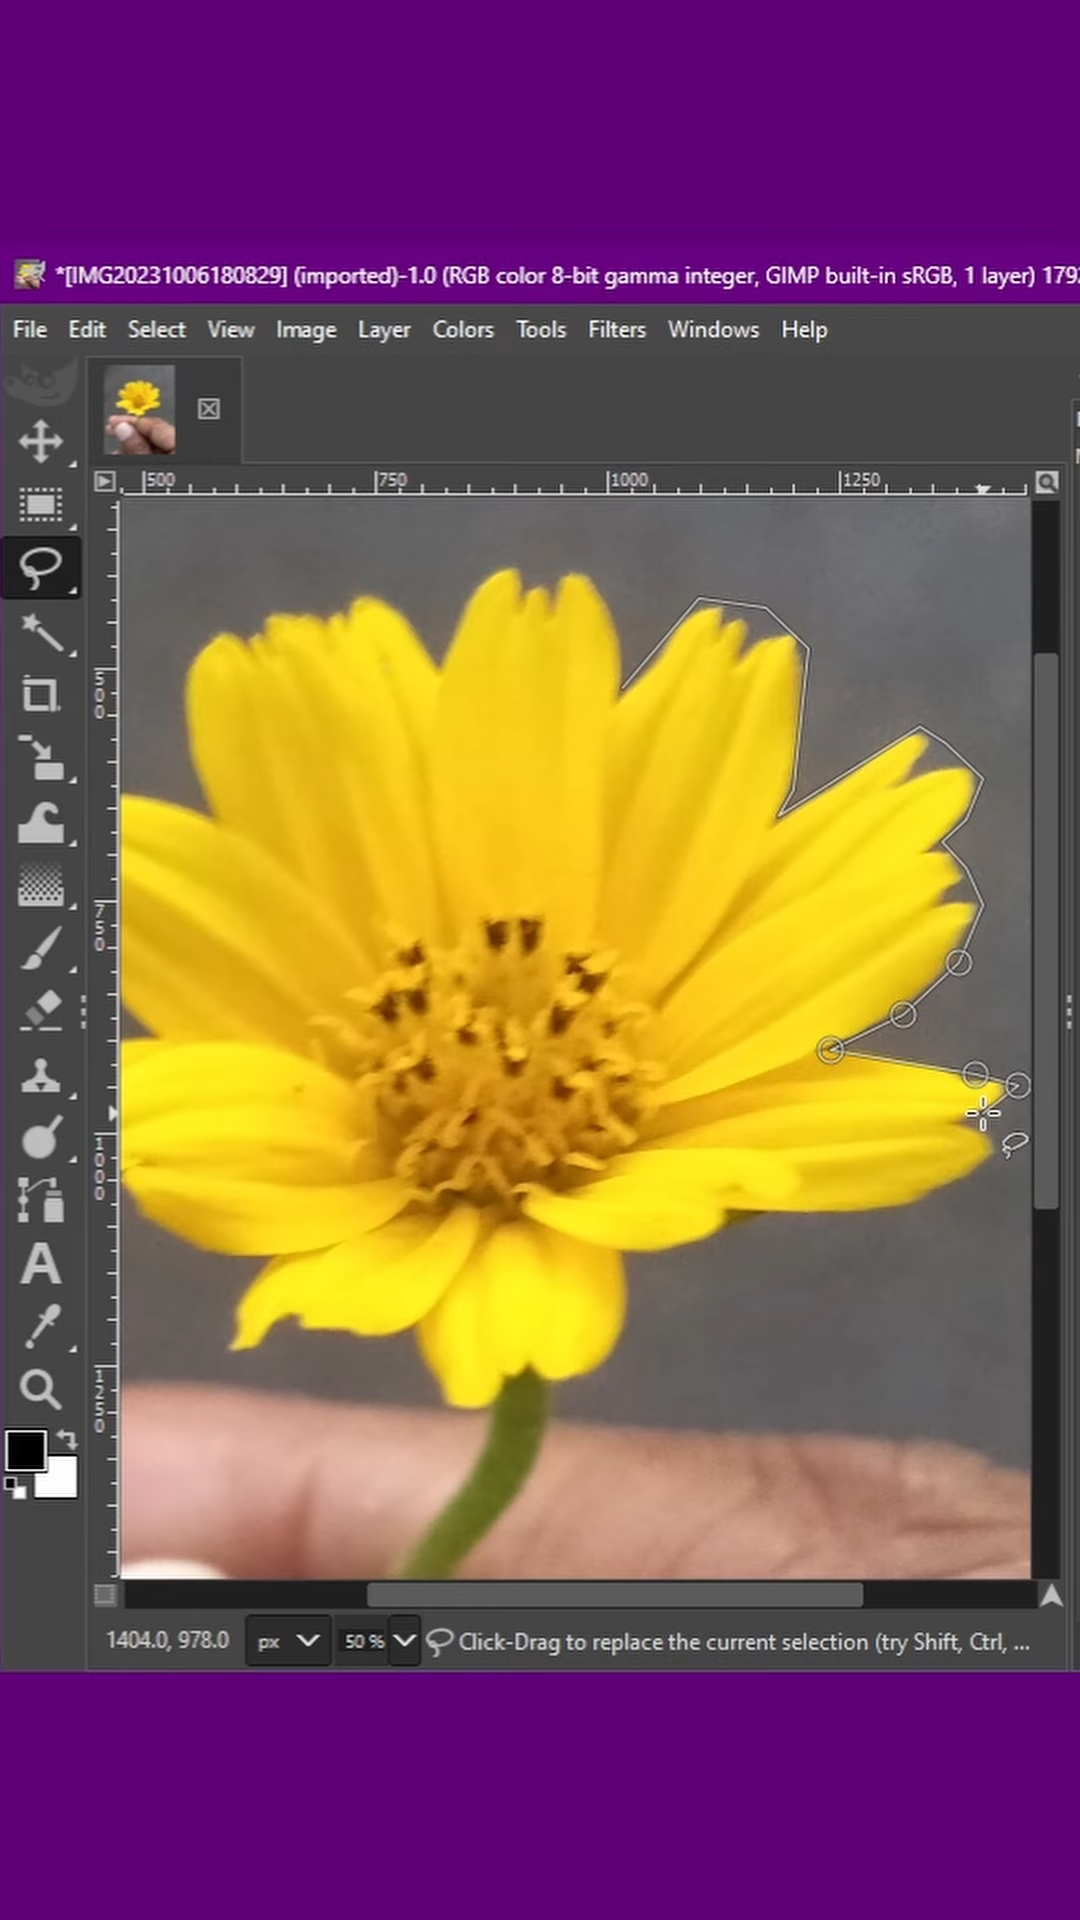 *[IMG20231006180829] (imported)-1.0 (RGB color 8-bit gamma integer, GIMP built-in sRGB, 1 layer) 179
File Edit Select View Image Layer Colors Tools Filters Windows Help
500 750 1000 1250
500
750
1000
1250
1404.0, 978.0 px 50 % Click-Drag to replace the current selection (try Shift, Ctrl, ...